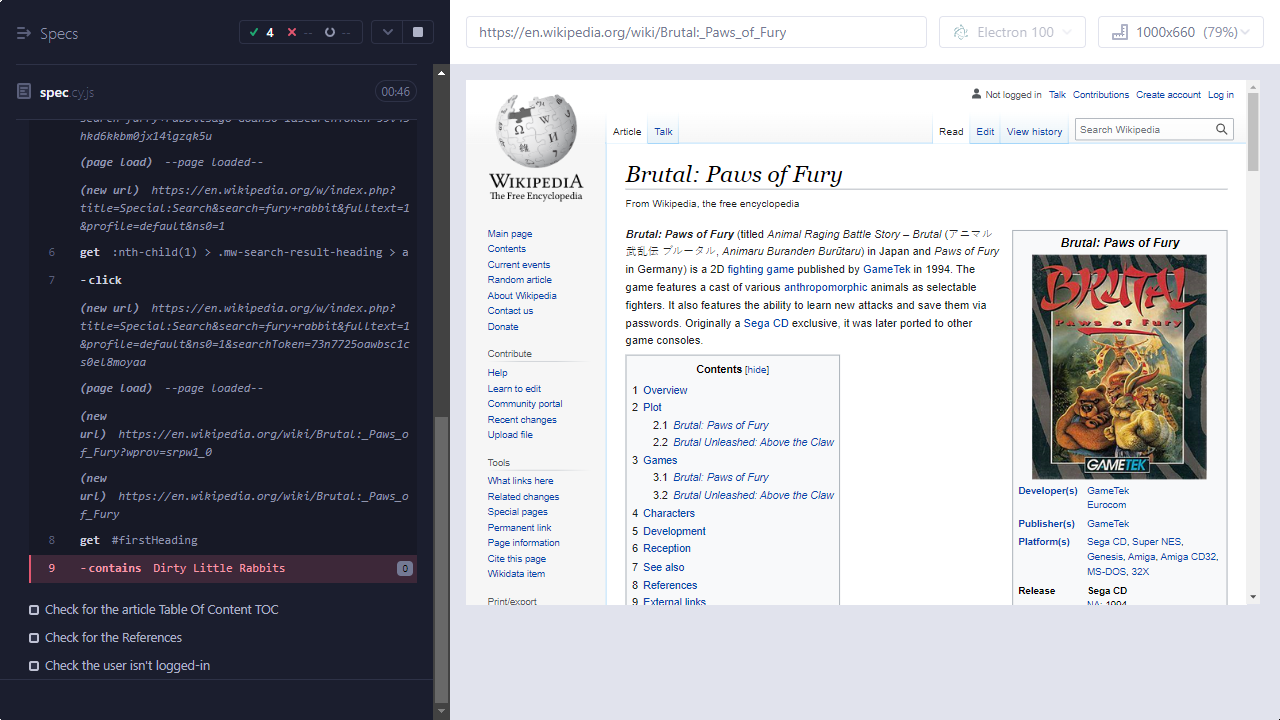 Specs
4
--
--
spec.cy.js
00:46
hkd6kkbm0jx14igzqk5u
(page load) --page loaded--
(new url) https://en.wikipedia.org/w/index.php?
title=Special:Search&search=fury+rabbit&fulltext=1
&profile=default&ns0=1
6 get :nth-child(1) > .mw-search-result-heading > a
7 -click
(new url) https://en.wikipedia.org/w/index.php?
title=Special:Search&search=fury+rabbit&fulltext=1
&profile=default&ns0=1&searchToken=73n7725oawbsc1c
s0el8moyaa
(page load) --page loaded--
(new
url) https://en.wikipedia.org/wiki/Brutal:_Paws_o
f_Fury?wprov=srpw1_0
(new
url) https://en.wikipedia.org/wiki/Brutal:_Paws_o
f_Fury
8 get #firstHeading
9 -contains Dirty Little Rabbits 0
Check for the article Table Of Content TOC
Check for the References
Check the user isn't logged-in
https://en.wikipedia.org/wiki/Brutal:_Paws_of_Fury
Electron 100
1000x660 (79%)
WIKIPEDIA
The Free Encyclopedia
Main page
Contents
Current events
Random article
About Wikipedia
Contact us
Donate
Contribute
Help
Learn to edit
Community portal
Recent changes
Upload file
Tools
What links here
Related changes
Special pages
Permanent link
Page information
Cite this page
Wikidata item
Print/export
Not logged in Talk Contributions Create account Log in
Article Talk Read Edit View history Search Wikipedia
Brutal: Paws of Fury
From Wikipedia, the free encyclopedia
Brutal: Paws of Fury (titled Animal Raging Battle Story – Brutal (アニマル
武乱伝 ブルータル, Animaru Buranden Burūtaru) in Japan and Paws of Fury
in Germany) is a 2D fighting game published by GameTek in 1994. The
game features a cast of various anthropomorphic animals as selectable
fighters. It also features the ability to learn new attacks and save them via
passwords. Originally a Sega CD exclusive, it was later ported to other
game consoles.
Contents [hide]
1 Overview
2 Plot
2.1 Brutal: Paws of Fury
2.2 Brutal Unleashed: Above the Claw
3 Games
3.1 Brutal: Paws of Fury
3.2 Brutal Unleashed: Above the Claw
4 Characters
5 Development
6 Reception
7 See also
8 References
9 External links
Brutal: Paws of Fury
BRUTAL
Paws of Fury
GAMETEK
Developer(s) GameTek
Eurocom
Publisher(s) GameTek
Platform(s) Sega CD, Super NES,
Genesis, Amiga, Amiga CD32,
MS-DOS, 32X
Release Sega CD
NA: 1994